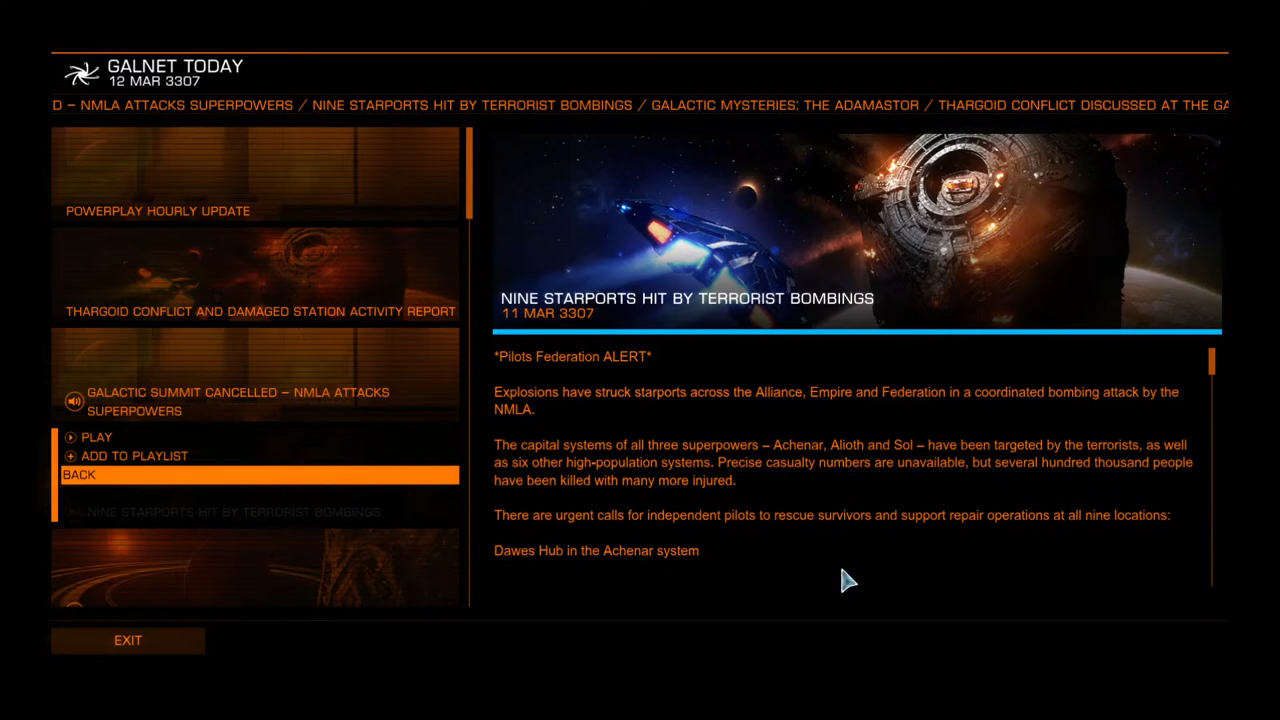 GALNET TODAY
12 MAR 3307
D – NMLA ATTACKS SUPERPOWERS / NINE STARPORTS HIT BY TERRORIST BOMBINGS / GALACTIC MYSTERIES: THE ADAMASTOR / THARGOID CONFLICT DISCUSSED AT THE GA
POWERPLAY HOURLY UPDATE
THARGOID CONFLICT AND DAMAGED STATION ACTIVITY REPORT
GALACTIC SUMMIT CANCELLED – NMLA ATTACKS
SUPERPOWERS
PLAY
ADD TO PLAYLIST
BACK
NINE STARPORTS HIT BY TERRORIST BOMBINGS
EXIT
NINE STARPORTS HIT BY TERRORIST BOMBINGS
11 MAR 3307
*Pilots Federation ALERT*
Explosions have struck starports across the Alliance, Empire and Federation in a coordinated bombing attack by the
NMLA.
The capital systems of all three superpowers – Achenar, Alioth and Sol – have been targeted by the terrorists, as well
as six other high-population systems. Precise casualty numbers are unavailable, but several hundred thousand people
have been killed with many more injured.
There are urgent calls for independent pilots to rescue survivors and support repair operations at all nine locations:
Dawes Hub in the Achenar system